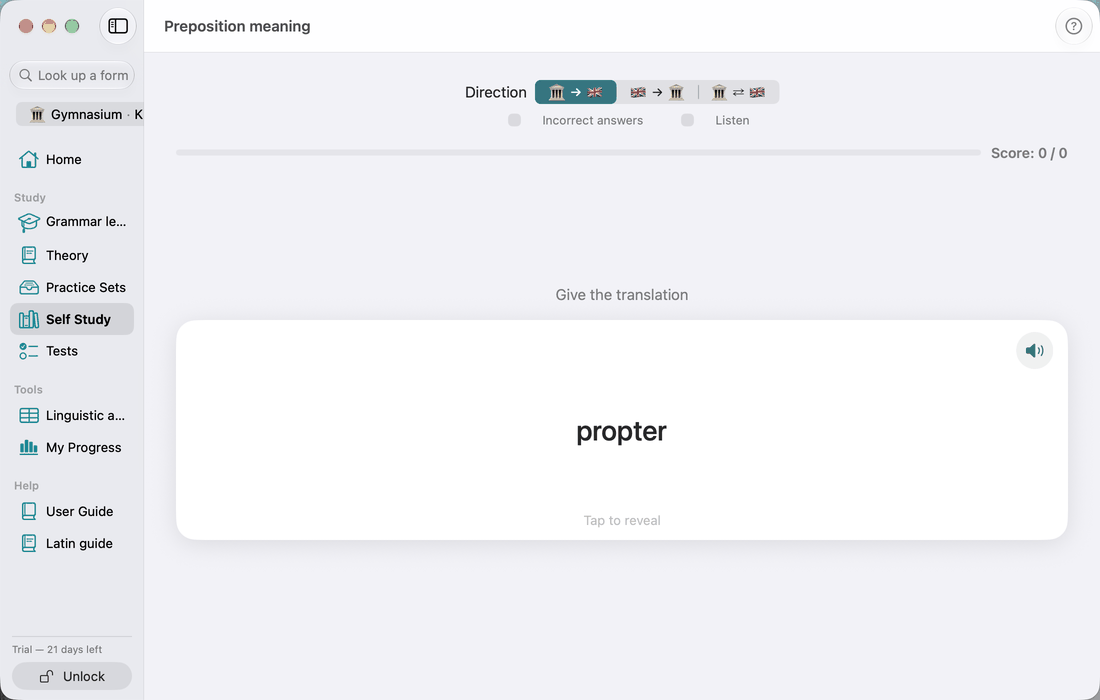 Preposition meaning
Look up a form
Gymnasium · K
Home
Study
Grammar le...
Theory
Practice Sets
Self Study
Tests
Tools
Linguistic a...
My Progress
Help
User Guide
Latin guide
Trial — 21 days left
Unlock
Direction
Incorrect answers
Listen
Score: 0 / 0
Give the translation
propter
Tap to reveal